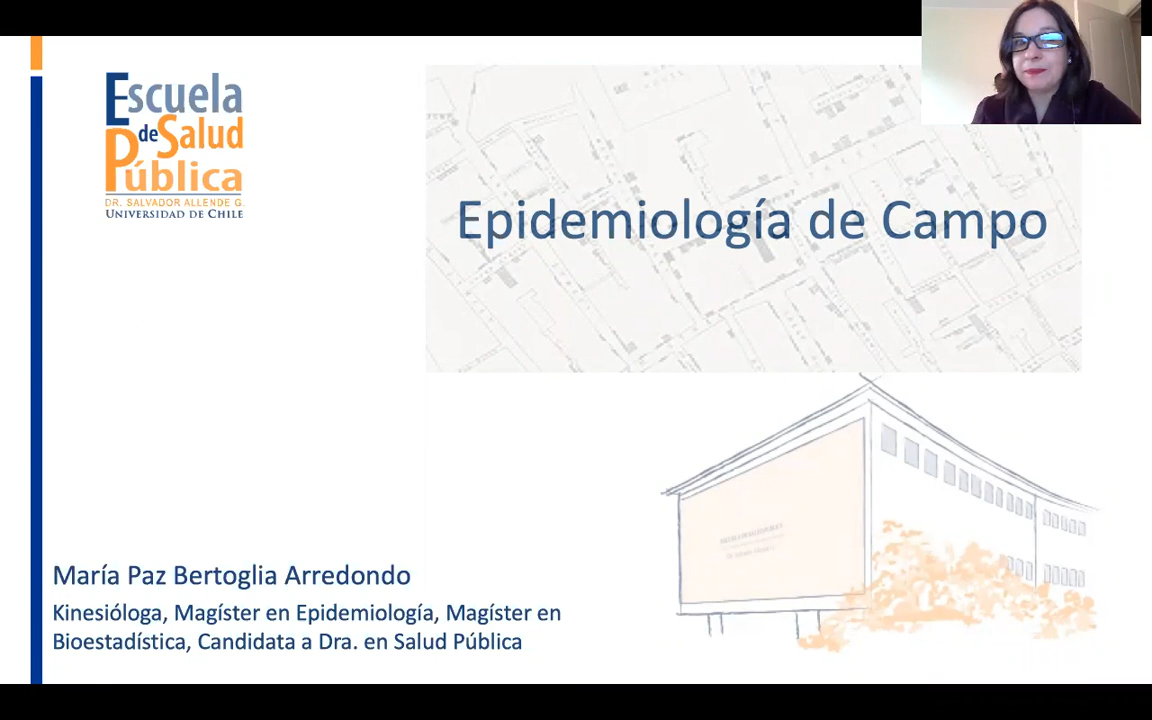 Escuela
de Salud
Pública
DR. SALVADOR ALLENDE G.
UNIVERSIDAD DE CHILE
Epidemiología de Campo
María Paz Bertoglia Arredondo
Kinesióloga, Magíster en Epidemiología, Magíster en
Bioestadística, Candidata a Dra. en Salud Pública